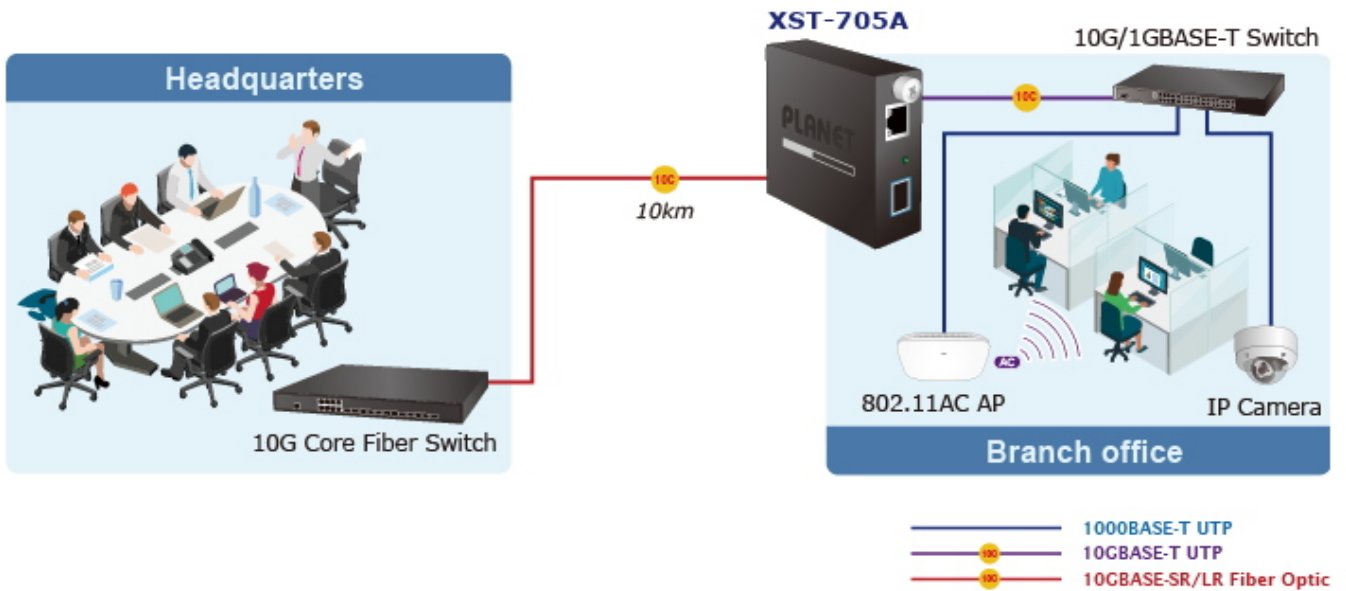 XST-705A
10G/1GBASE-T Switch
Headquarters
10G
PLANET
10G
10km
AC
802.11AC AP
IP Camera
10G Core Fiber Switch
Branch office
1000BASE-T UTP
10G
10GBASE-T UTP
10G
10GBASE-SR/LR Fiber Optic